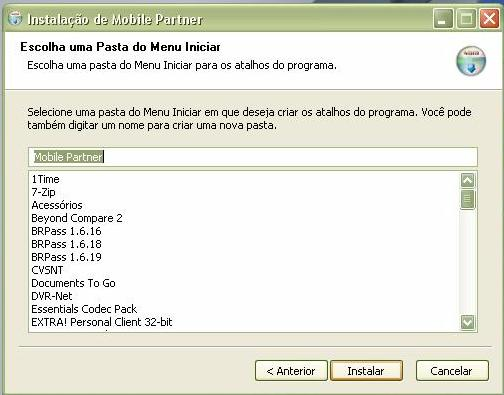 Instalação de Mobile Partner
Escolha uma Pasta do Menu Iniciar
Escolha uma pasta do Menu Iniciar para os atalhos do programa.
Selecione uma pasta do Menu Iniciar em que deseja criar os atalhos do programa. Você pode
também digitar um nome para criar uma nova pasta.
Mobile Partner
1Time
7-Zip
Acessórios
Beyond Compare 2
BRPass 1.6.16
BRPass 1.6.18
BRPass 1.6.19
CVSNT
Documents To Go
DVR-Net
Essentials Codec Pack
EXTRA! Personal Client 32-bit
< Anterior
Instalar
Cancelar